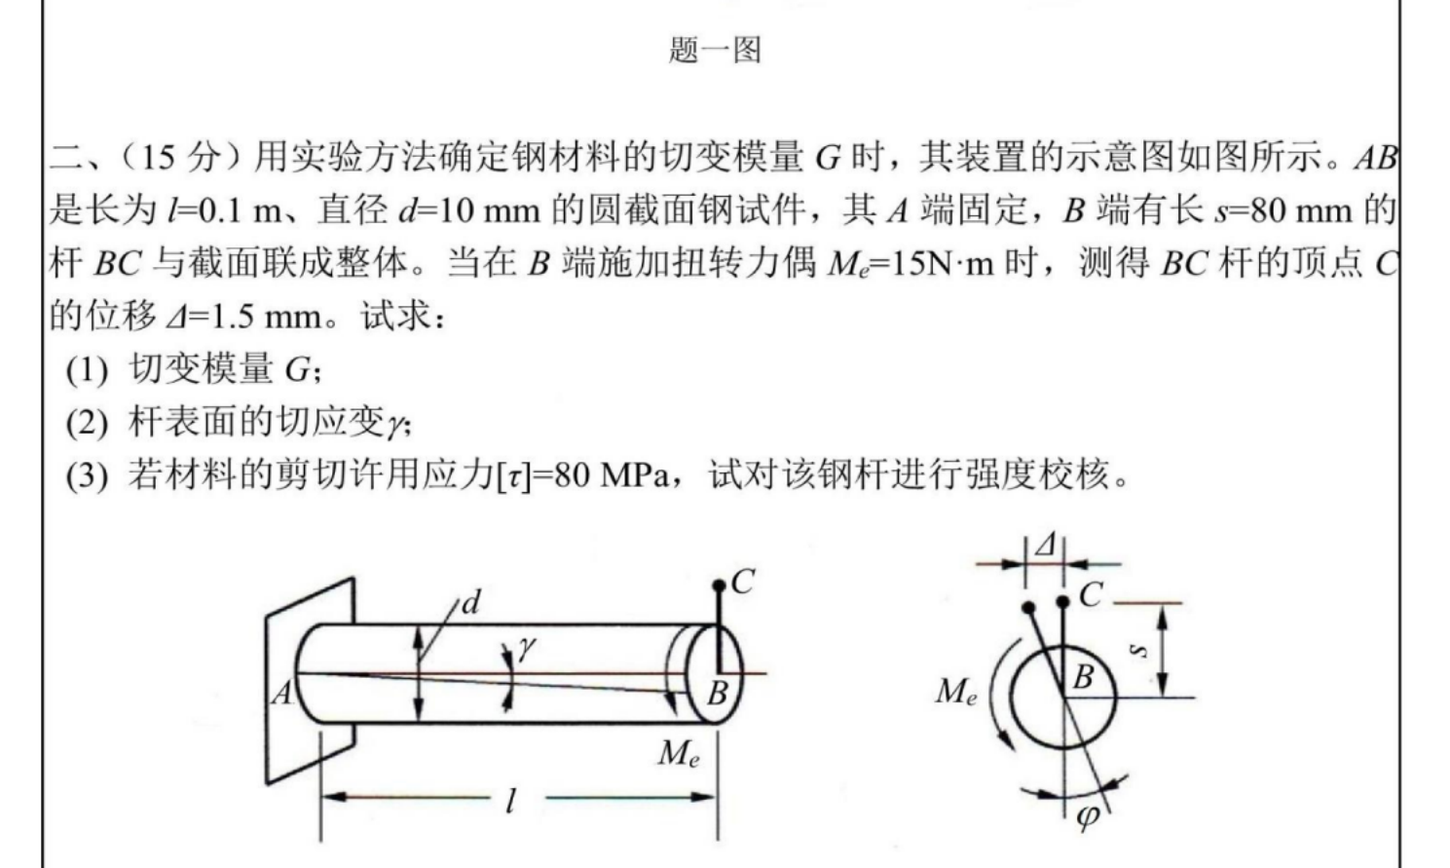 题一图
二、（15 分）用实验方法确定钢材料的切变模量 G 时，其装置的示意图如图所示。AB
是长为 l=0.1 m、直径 d=10 mm 的圆截面钢试件，其 A 端固定，B 端有长 s=80 mm 的
杆 BC 与截面联成整体。当在 B 端施加扭转力偶 Me=15N·m 时，测得 BC 杆的顶点 C
的位移 Δ=1.5 mm。试求：
(1) 切变模量 G；
(2) 杆表面的切应变γ；
(3) 若材料的剪切许用应力[τ]=80 MPa，试对该钢杆进行强度校核。
d
C
γ
A
B
Me
l
Δ
C
s
B
Me
φ